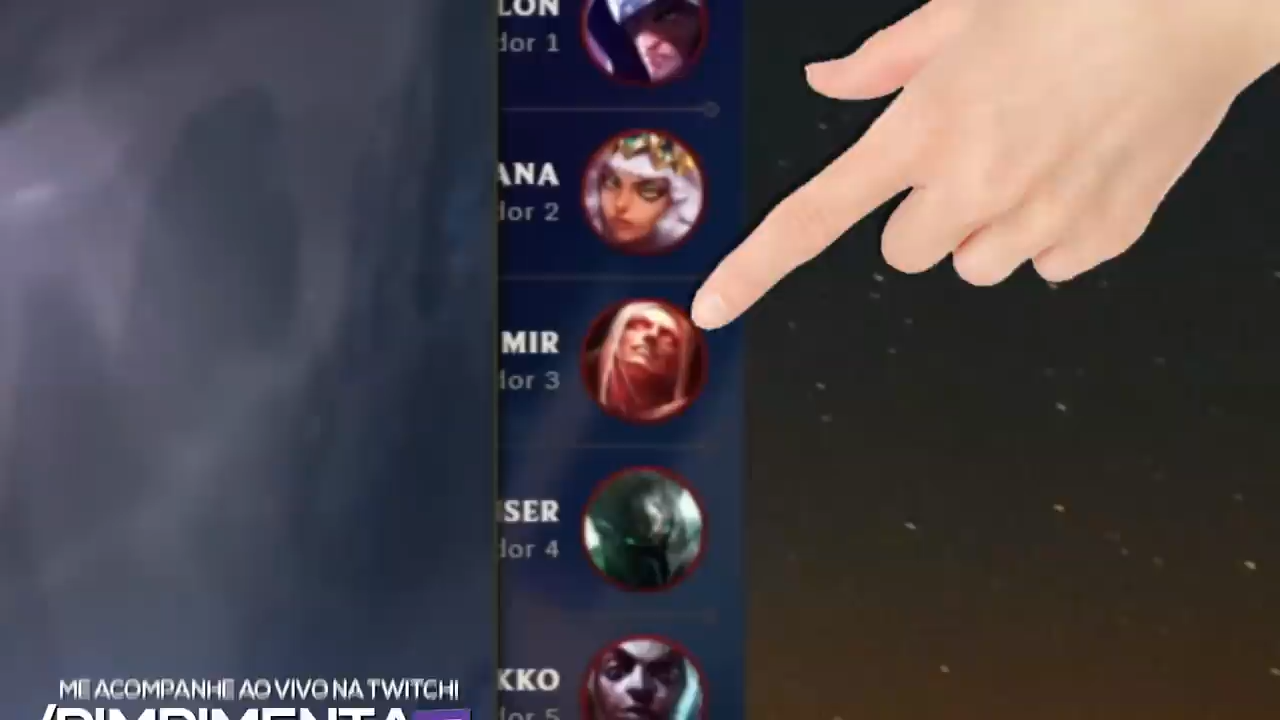 LON
dor 1
ANA
dor 2
MIR
dor 3
SER
dor 4
KKO
dor 5
ME ACOMPANHE AO VIVO NA TWITCH!
/PIMPIMENTA